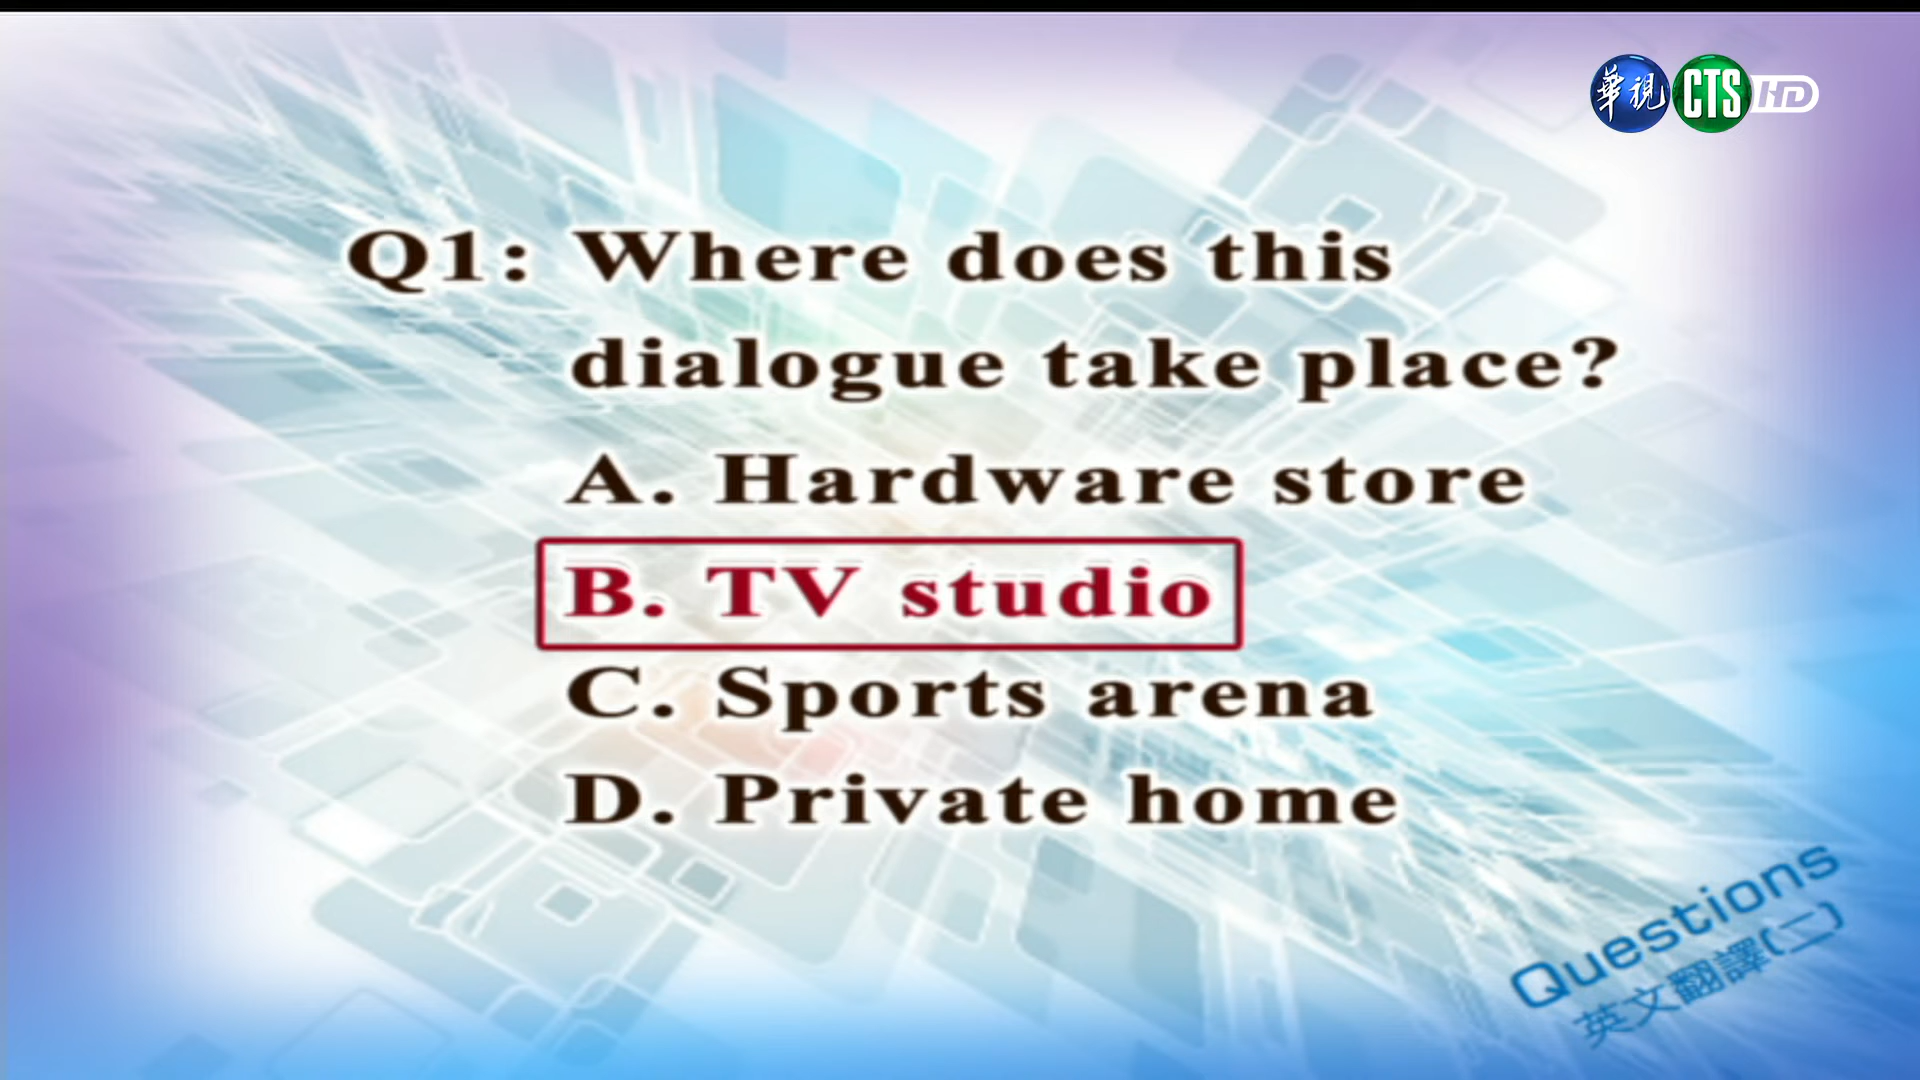 華視 CTS HD
Q1: Where does this
dialogue take place?
A. Hardware store
B. TV studio
C. Sports arena
D. Private home
Questions
英文翻譯(二)